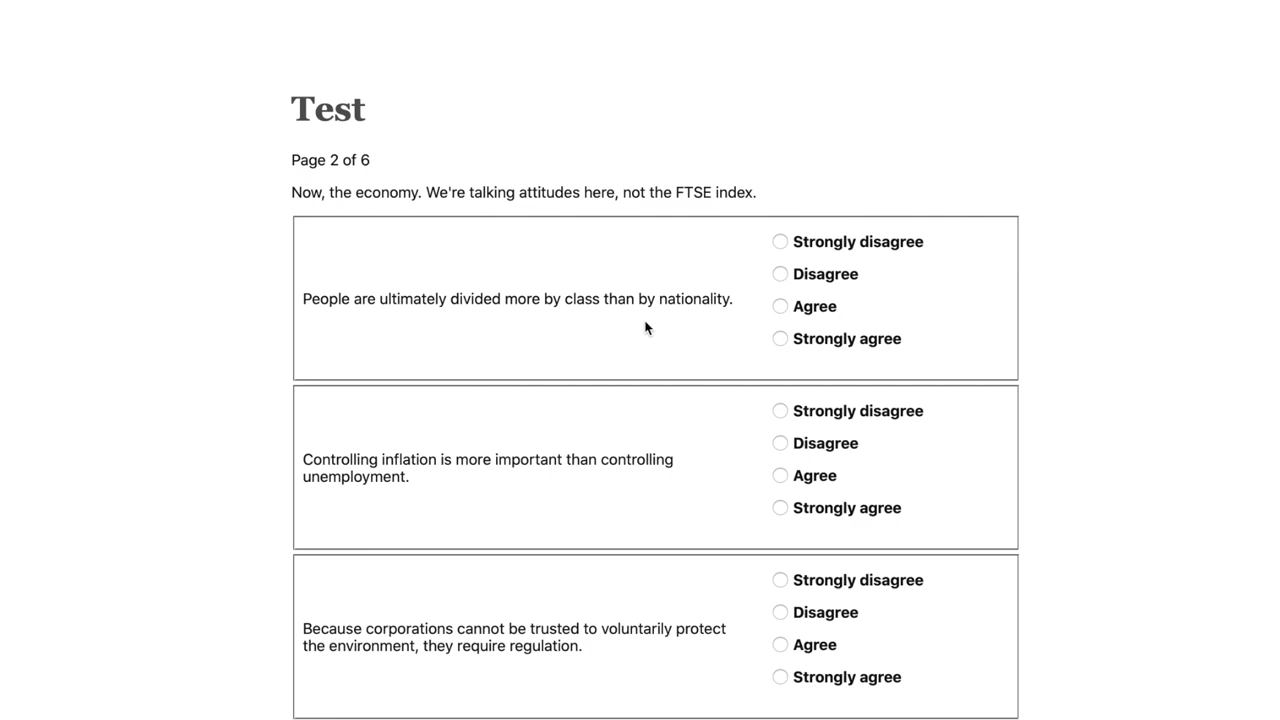 Test
Page 2 of 6
Now, the economy. We're talking attitudes here, not the FTSE index.
People are ultimately divided more by class than by nationality.
Strongly disagree
Disagree
Agree
Strongly agree
Controlling inflation is more important than controlling
unemployment.
Strongly disagree
Disagree
Agree
Strongly agree
Because corporations cannot be trusted to voluntarily protect
the environment, they require regulation.
Strongly disagree
Disagree
Agree
Strongly agree